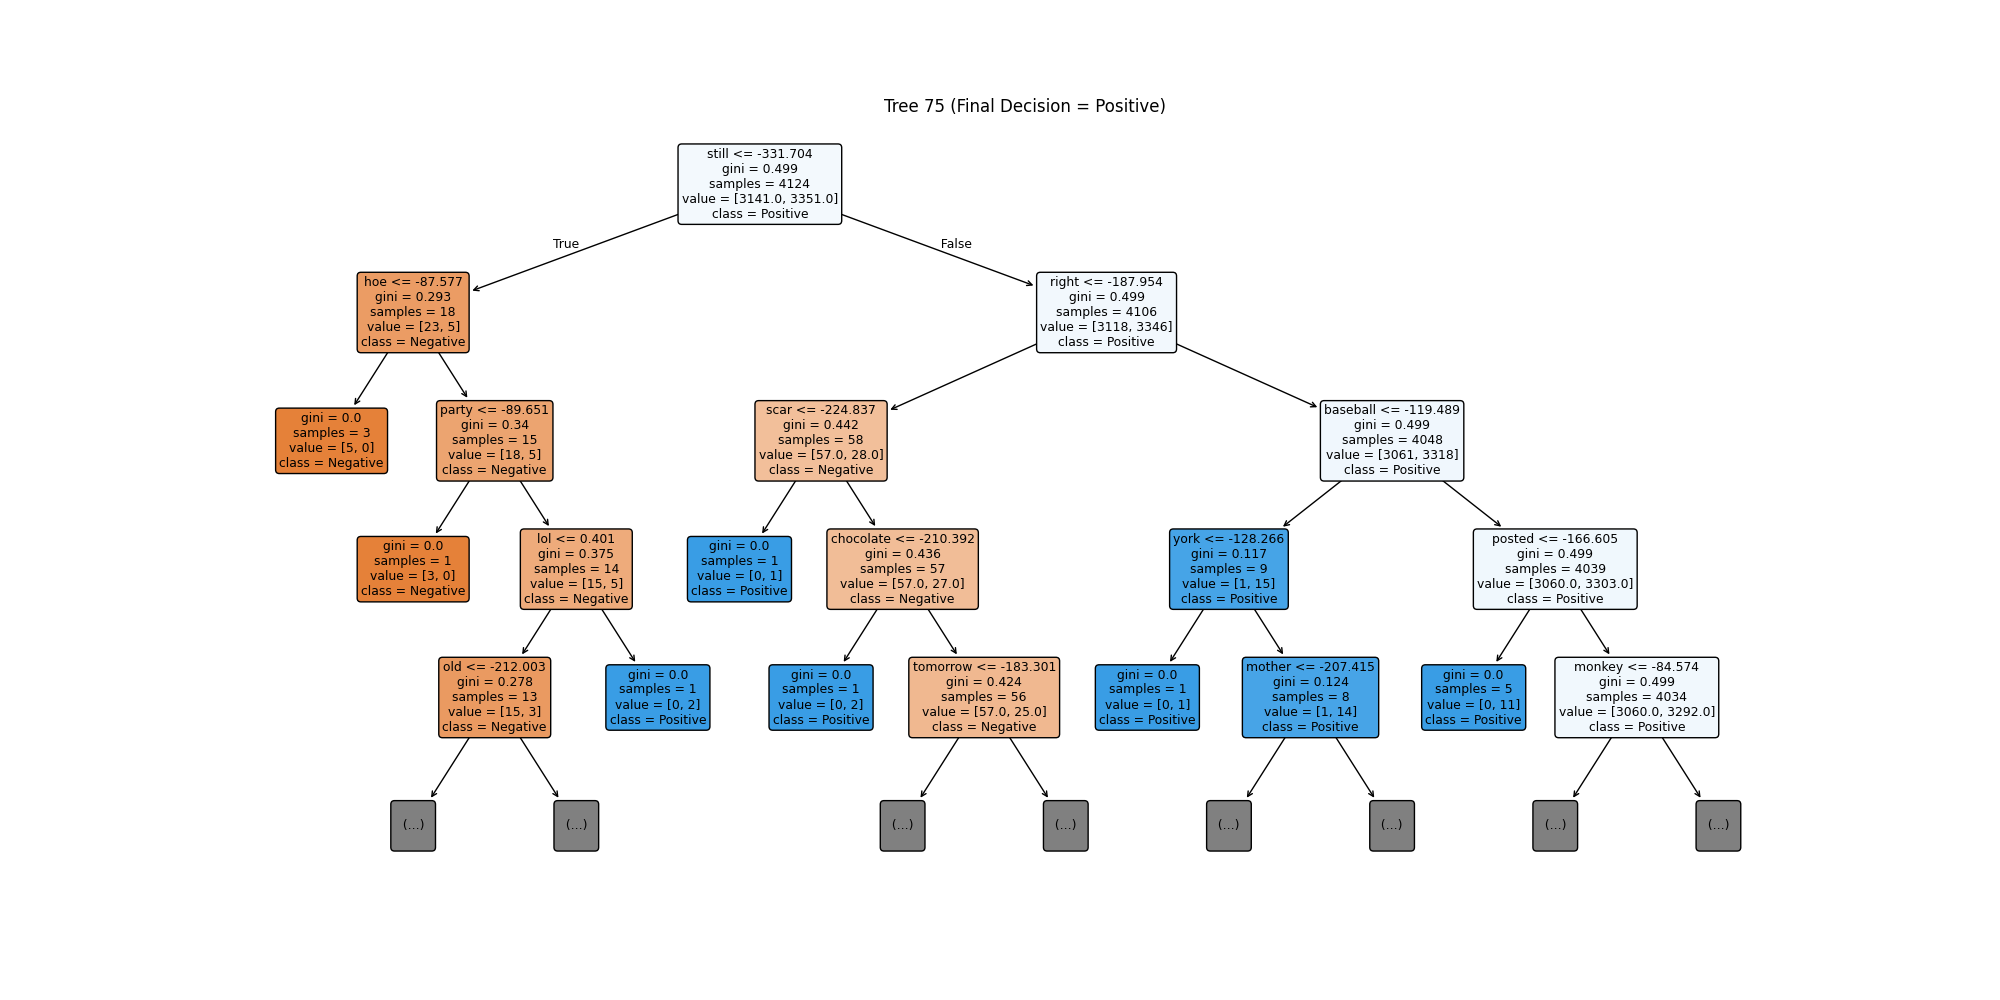 Tree 75 (Final Decision = Positive)
still <= -331.704
gini = 0.499
samples = 4124
value = [3141.0, 3351.0]
class = Positive
True
False
hoe <= -87.577
gini = 0.293
samples = 18
value = [23, 5]
class = Negative
right <= -187.954
gini = 0.499
samples = 4106
value = [3118, 3346]
class = Positive
gini = 0.0
samples = 3
value = [5, 0]
class = Negative
party <= -89.651
gini = 0.34
samples = 15
value = [18, 5]
class = Negative
scar <= -224.837
gini = 0.442
samples = 58
value = [57.0, 28.0]
class = Negative
baseball <= -119.489
gini = 0.499
samples = 4048
value = [3061, 3318]
class = Positive
gini = 0.0
samples = 1
value = [3, 0]
class = Negative
lol <= 0.401
gini = 0.375
samples = 14
value = [15, 5]
class = Negative
gini = 0.0
samples = 1
value = [0, 1]
class = Positive
chocolate <= -210.392
gini = 0.436
samples = 57
value = [57.0, 27.0]
class = Negative
york <= -128.266
gini = 0.117
samples = 9
value = [1, 15]
class = Positive
posted <= -166.605
gini = 0.499
samples = 4039
value = [3060.0, 3303.0]
class = Positive
old <= -212.003
gini = 0.278
samples = 13
value = [15, 3]
class = Negative
gini = 0.0
samples = 1
value = [0, 2]
class = Positive
gini = 0.0
samples = 1
value = [0, 2]
class = Positive
tomorrow <= -183.301
gini = 0.424
samples = 56
value = [57.0, 25.0]
class = Negative
gini = 0.0
samples = 1
value = [0, 1]
class = Positive
mother <= -207.415
gini = 0.124
samples = 8
value = [1, 14]
class = Positive
gini = 0.0
samples = 5
value = [0, 11]
class = Positive
monkey <= -84.574
gini = 0.499
samples = 4034
value = [3060.0, 3292.0]
class = Positive
(...)
(...)
(...)
(...)
(...)
(...)
(...)
(...)